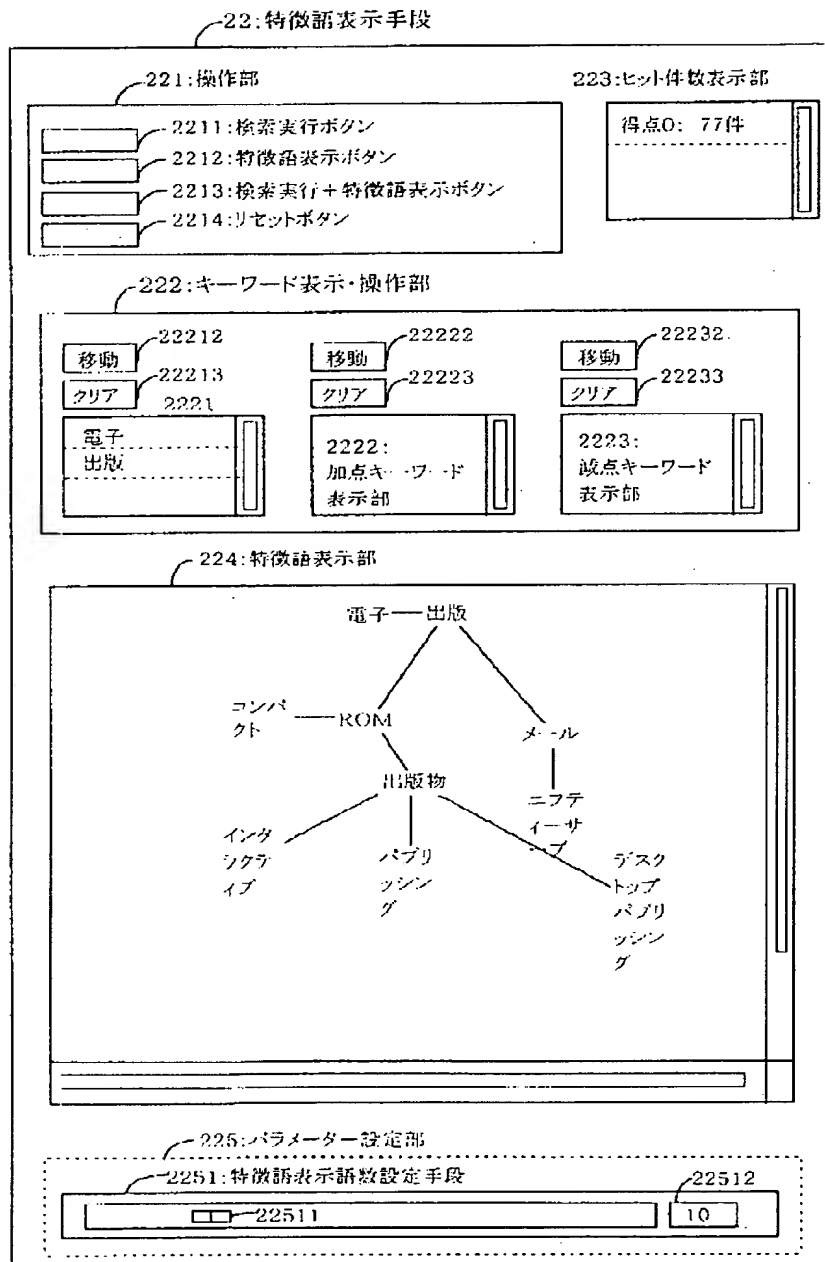 22:特徴語表示手段
221:操作部
2211:検索実行ボタン
2212:特徴語表示ボタン
2213:検索実行+特徴語表示ボタン
2214:リセットボタン
223:ヒット件数表示部
得点0: 77件
222:キーワード表示・操作部
22212
移動
22213
クリア
2221
電子
出版
22222
移動
22223
クリア
2222:
加点キーワード
表示部
22232
移動
22233
クリア
2223:
減点キーワード
表示部
224:特徴語表示部
電子
出版
コンパ
クト
ROM
メール
出版物
ニフテ
ィーサ
ーブ
インタ
ラクテ
ィブ
パブリ
ッシン
グ
デスク
トップ
パブリ
ッシン
グ
225:パラメーター設定部
2251:特徴語表示語数設定手段
22511
22512
10